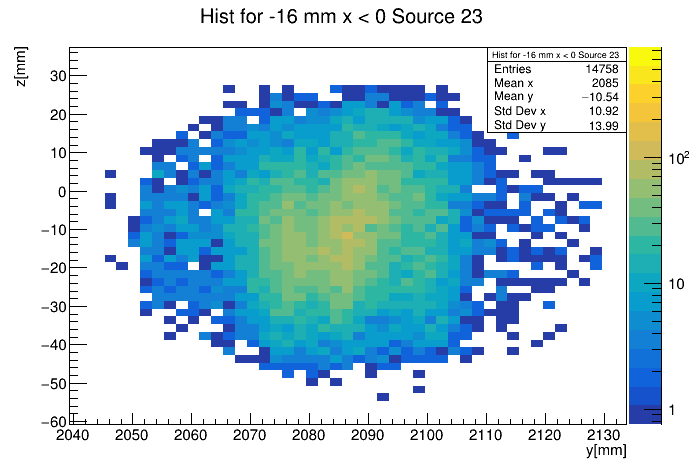 Hist for -16 mm x < 0 Source 23
z[mm]
Hist for -16 mm x < 0 Source 23
Entries 14758
Mean x 2085
Mean y −10.54
Std Dev x 10.92
Std Dev y 13.99
30
20
10
0
−10
−20
−30
−40
−50
−60
10²
10
1
2040 2050 2060 2070 2080 2090 2100 2110 2120 2130
y[mm]